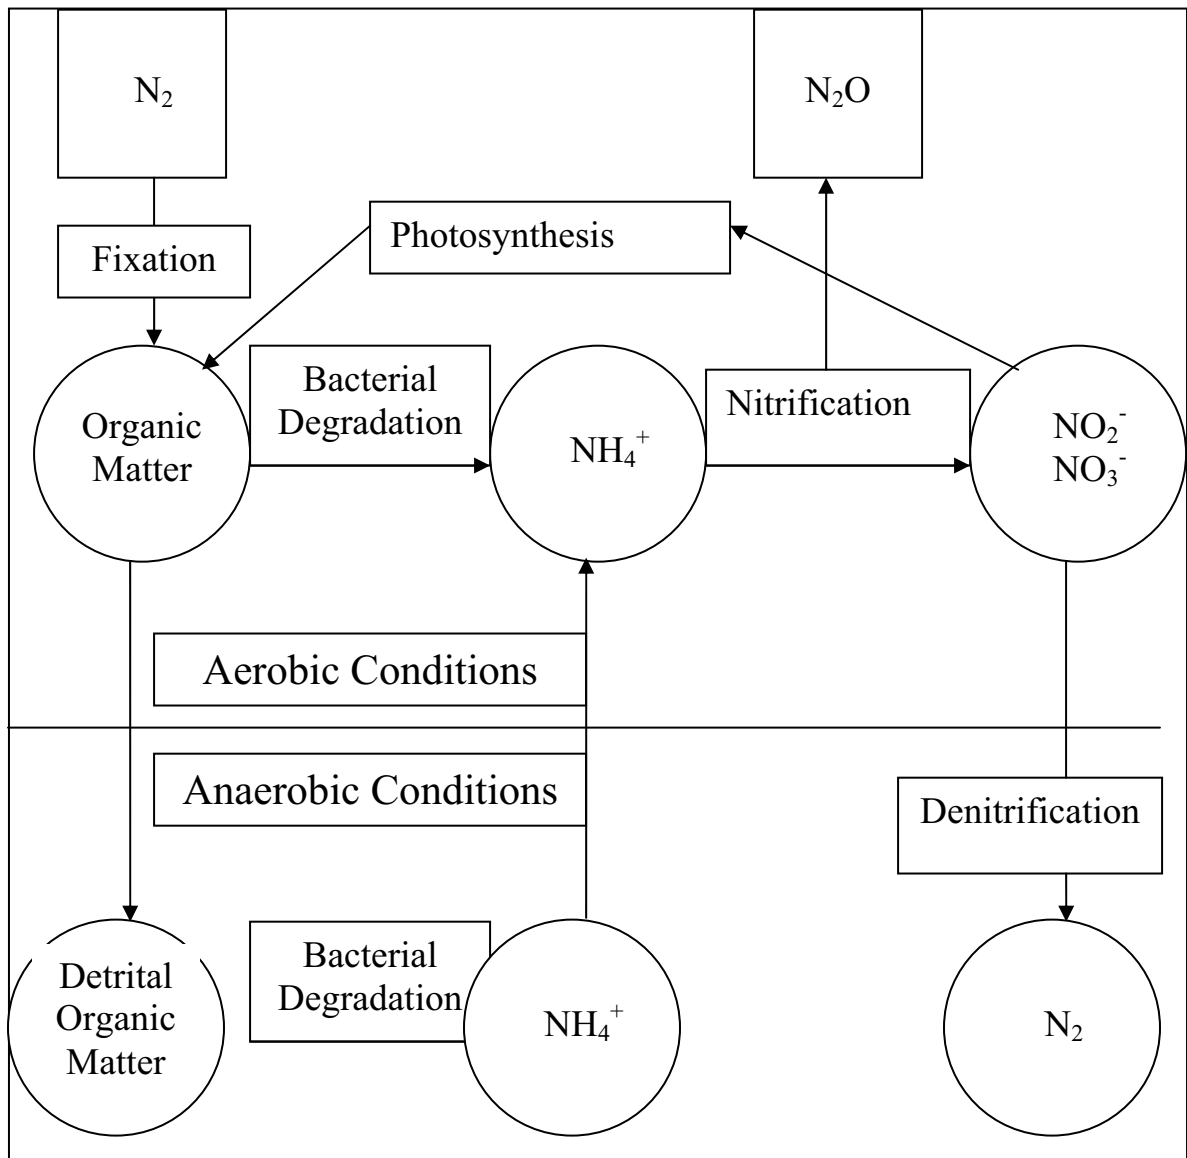 N₂
N₂O
Photosynthesis
Fixation
Bacterial
Degradation
Nitrification
Organic
Matter
NH₄⁺
NO₂⁻
NO₃⁻
Aerobic Conditions
Anaerobic Conditions
Denitrification
Detrital
Organic
Matter
Bacterial
Degradation
NH₄⁺
N₂